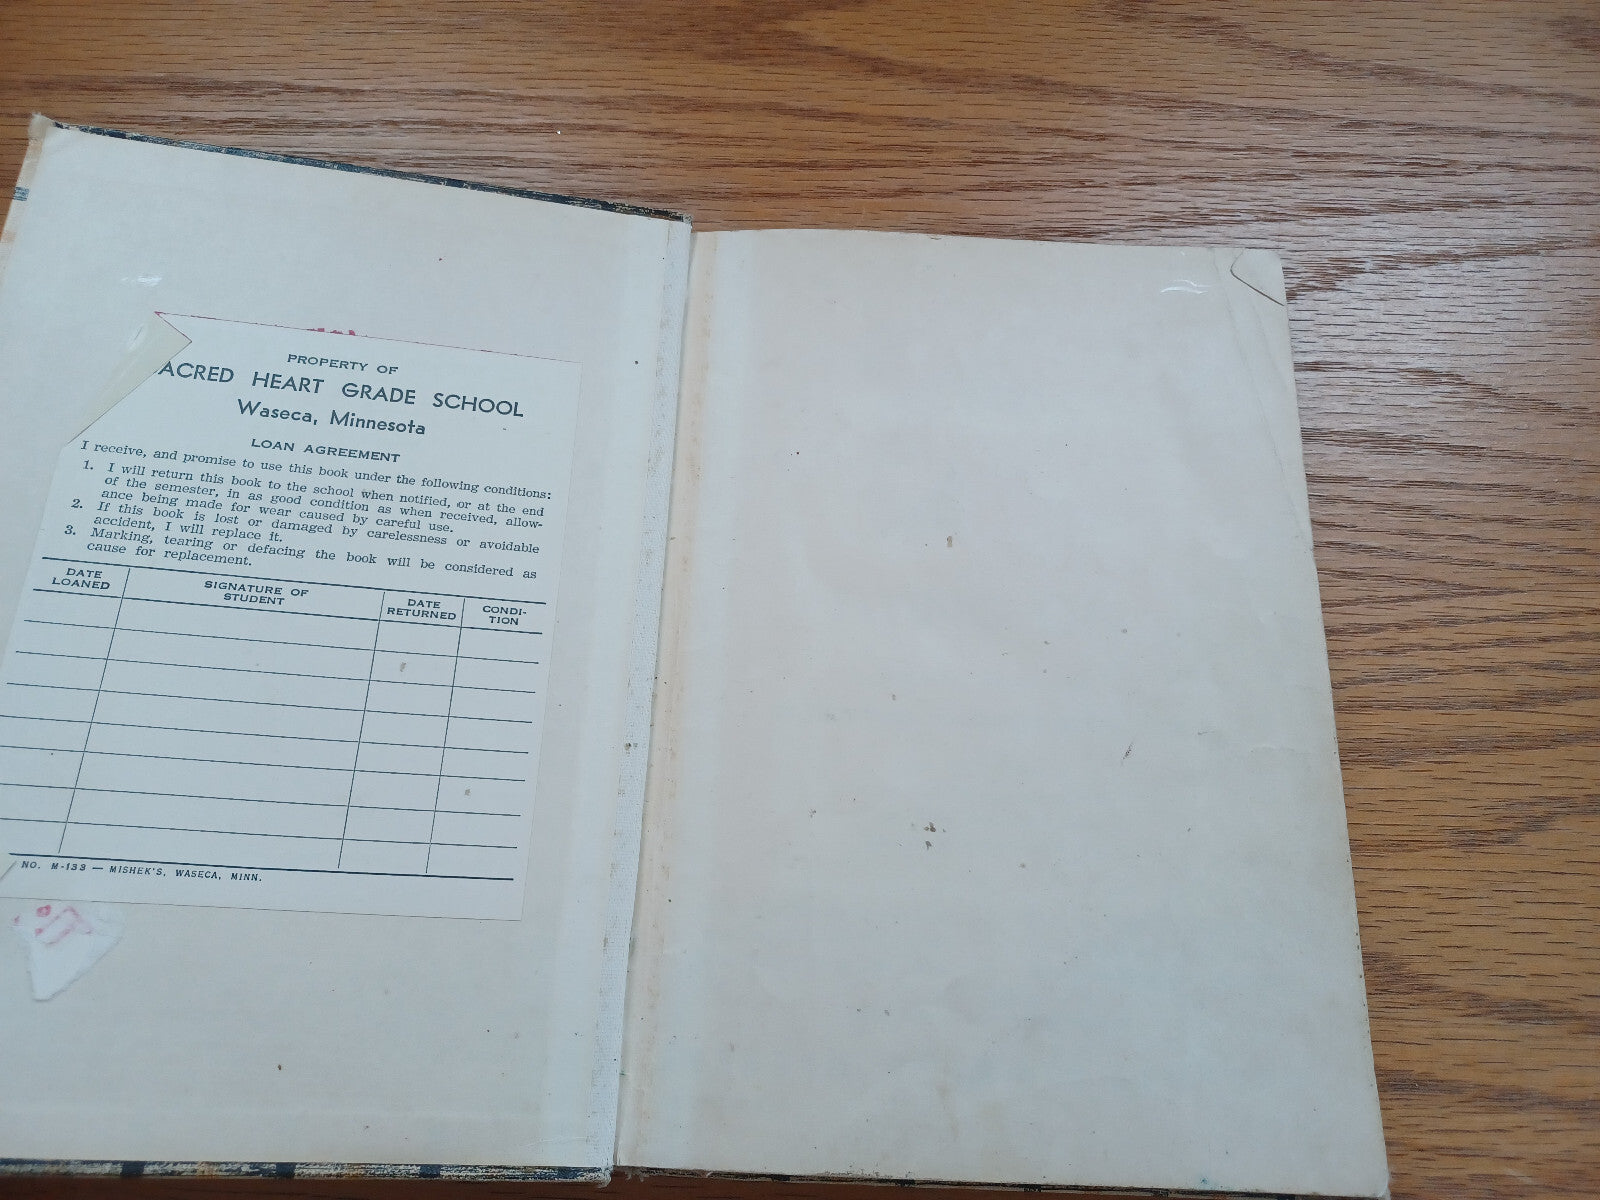 PROPERTY OF
ACRED HEART GRADE SCHOOL
Waseca, Minnesota
LOAN AGREEMENT
I receive, and promise to use this book under the following conditions:
1. I will return this book to the school when notified, or at the end
of the semester, in as good condition as when received, allow-
ance being made for wear caused by careful use.
2. If this book is lost or damaged by carelessness or avoidable
accident, I will replace it.
3. Marking, tearing or defacing the book will be considered as
cause for replacement.
DATE LOANED SIGNATURE OF STUDENT DATE RETURNED CONDI-TION
NO. M-133 — MISHEK'S, WASECA, MINN.